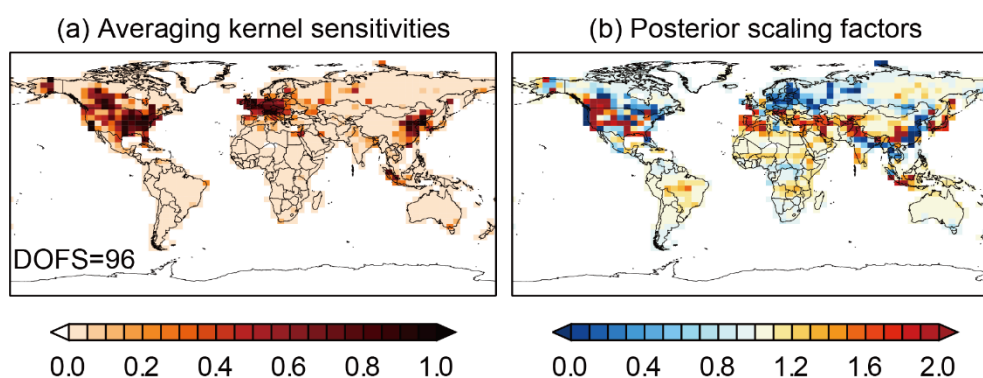 (a) Averaging kernel sensitivities
(b) Posterior scaling factors
DOFS=96
0.0 0.2 0.4 0.6 0.8 1.0
0.0 0.4 0.8 1.2 1.6 2.0